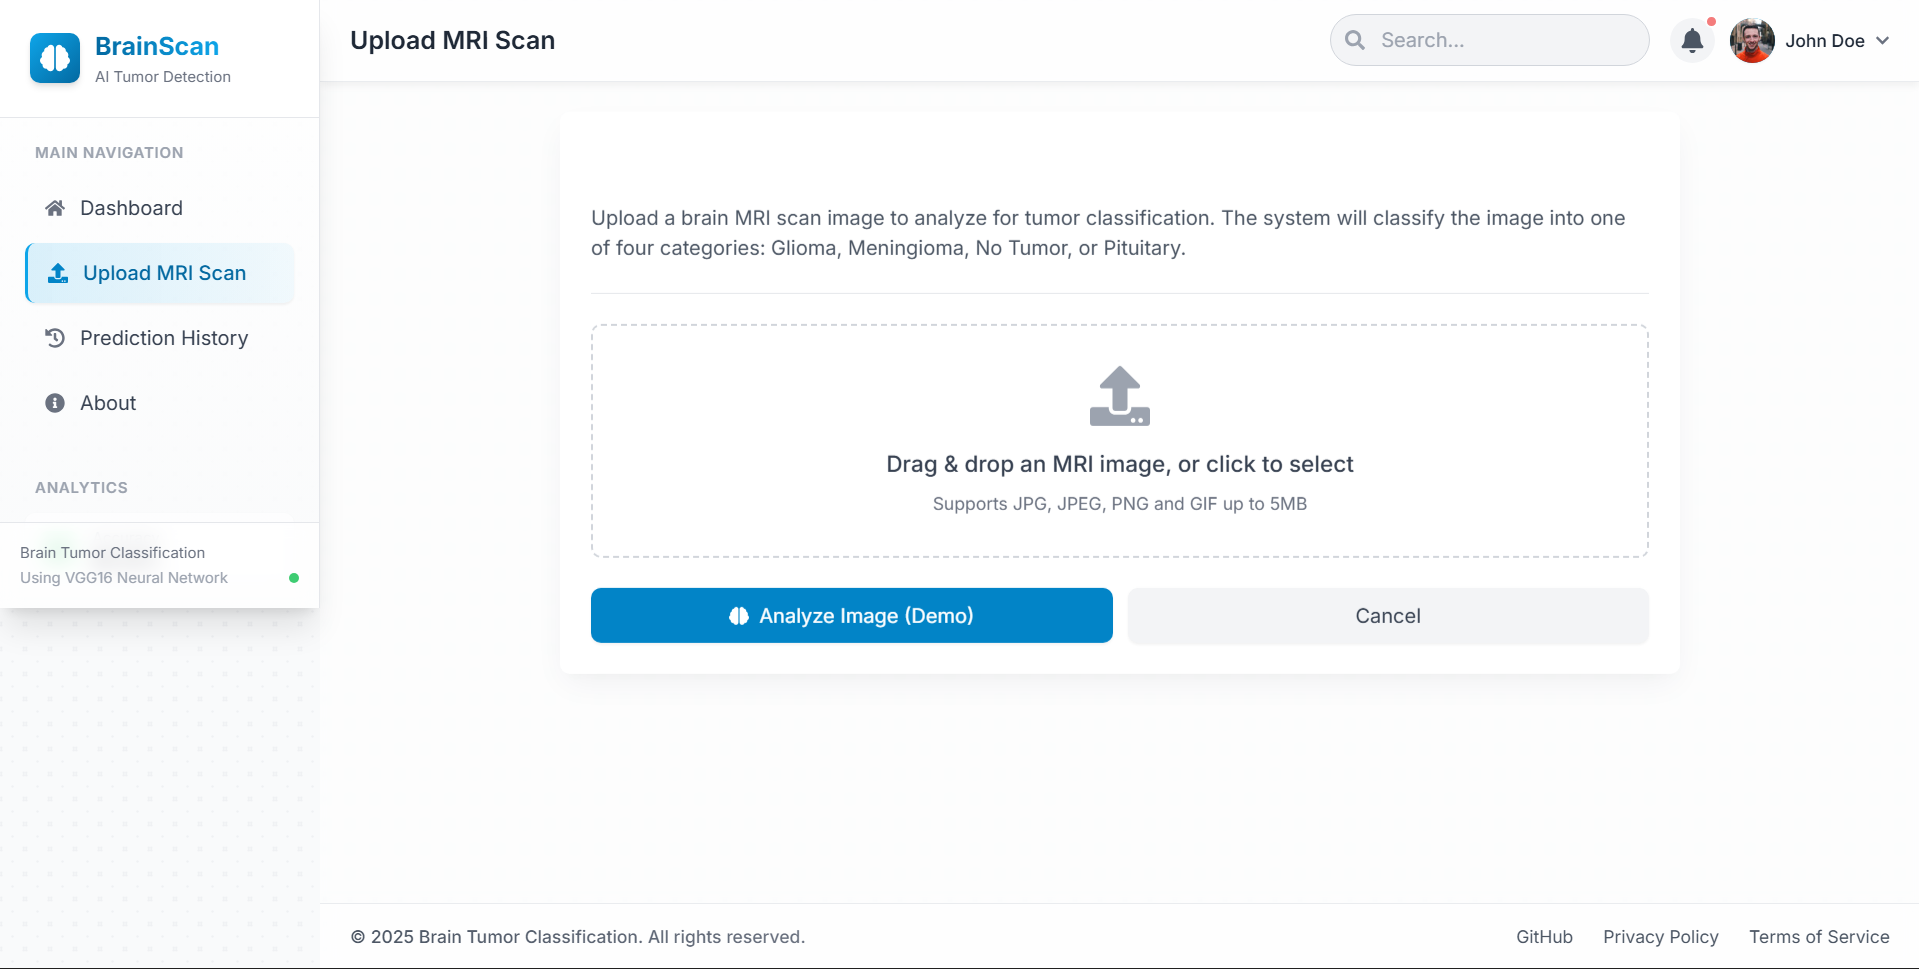 BrainScan
AI Tumor Detection
MAIN NAVIGATION
Dashboard
Upload MRI Scan
Prediction History
About
ANALYTICS
Brain Tumor Classification
Using VGG16 Neural Network
Upload MRI Scan
Search...
John Doe
Upload a brain MRI scan image to analyze for tumor classification. The system will classify the image into one
of four categories: Glioma, Meningioma, No Tumor, or Pituitary.
Drag & drop an MRI image, or click to select
Supports JPG, JPEG, PNG and GIF up to 5MB
Analyze Image (Demo)
Cancel
© 2025 Brain Tumor Classification. All rights reserved.
GitHub
Privacy Policy
Terms of Service